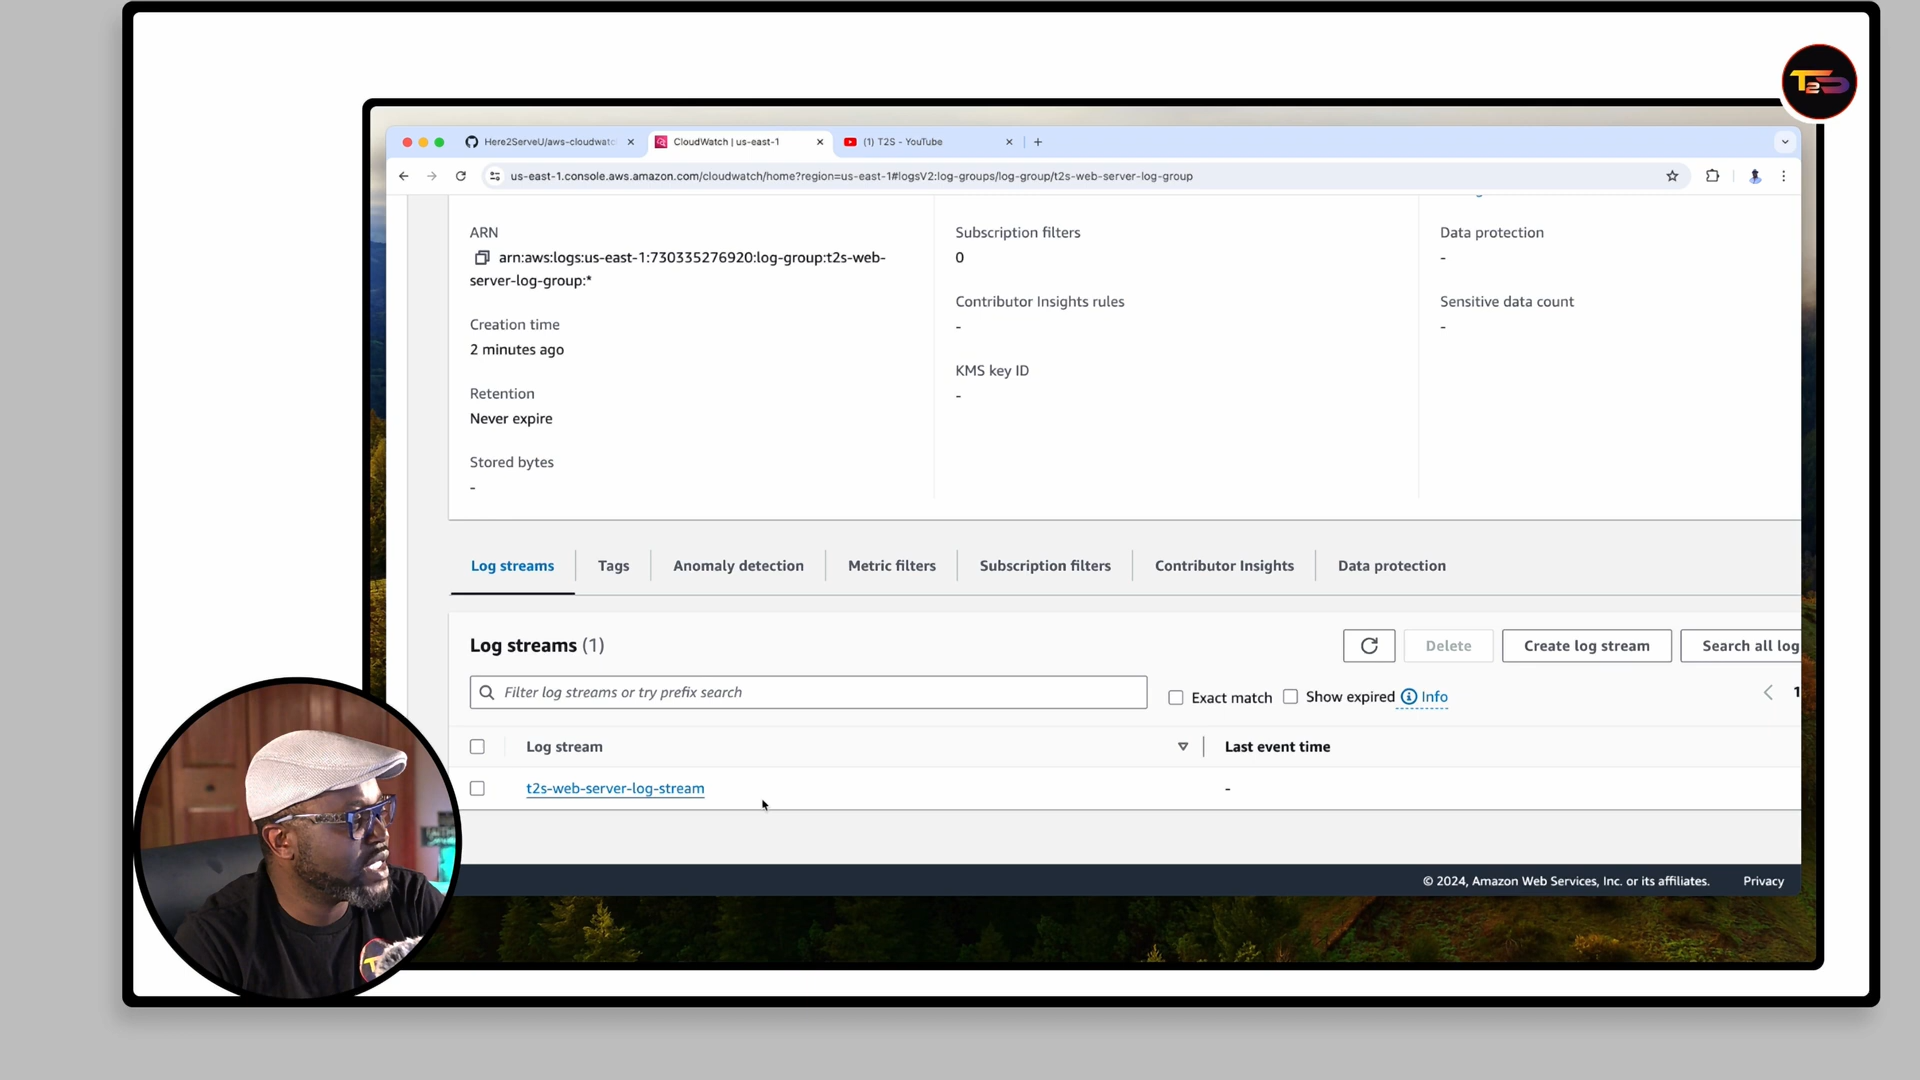 T2S
Here2ServeU/aws-cloudwatc
CloudWatch | us-east-1
(1) T2S - YouTube
us-east-1.console.aws.amazon.com/cloudwatch/home?region=us-east-1#logsV2:log-groups/log-group/t2s-web-server-log-group
ARN
arn:aws:logs:us-east-1:730335276920:log-group:t2s-web-
server-log-group:*
Creation time
2 minutes ago
Retention
Never expire
Stored bytes
-
Subscription filters
0
Contributor Insights rules
-
KMS key ID
-
Data protection
-
Sensitive data count
-
Log streams Tags Anomaly detection Metric filters Subscription filters Contributor Insights Data protection
Log streams (1)
Delete Create log stream Search all log
Filter log streams or try prefix search
Exact match Show expired Info
1
Log stream Last event time
t2s-web-server-log-stream -
© 2024, Amazon Web Services, Inc. or its affiliates. Privacy